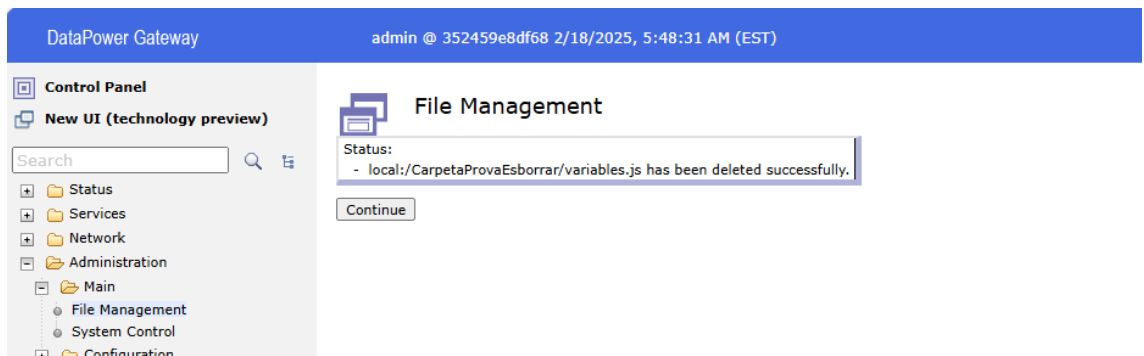 DataPower Gateway
admin @ 352459e8df68 2/18/2025, 5:48:31 AM (EST)
Control Panel
New UI (technology preview)
Search
Status
Services
Network
Administration
Main
File Management
System Control
Configuration
File Management
Status:
- local:/CarpetaProvaEsborrar/variables.js has been deleted successfully.
Continue